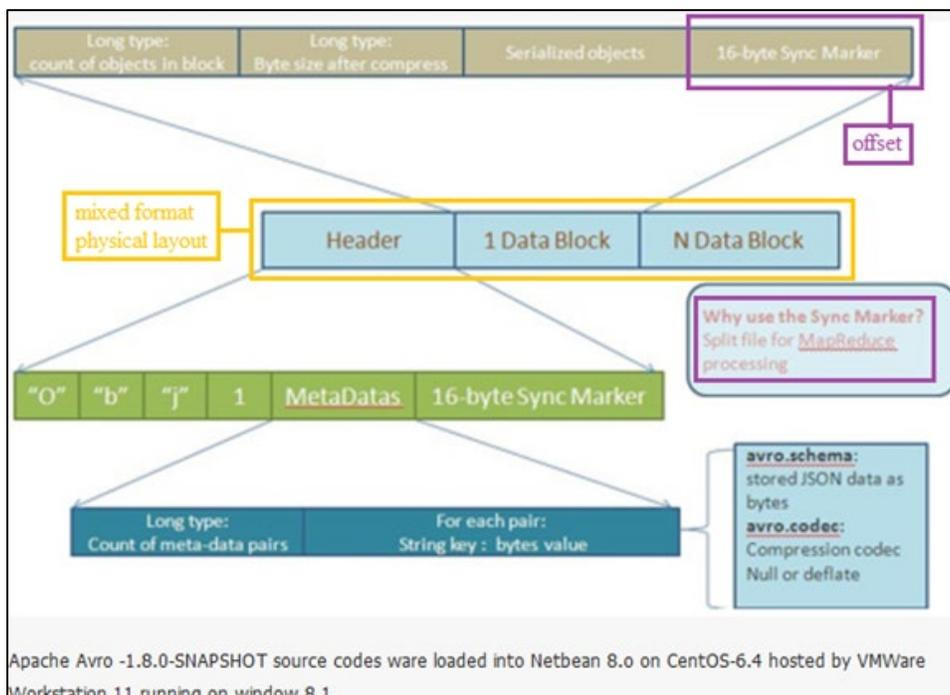 Long type:
count of objects in block
Long type:
Byte size after compress
Serialized objects
16-byte Sync Marker
offset
mixed format
physical layout
Header
1 Data Block
N Data Block
Why use the Sync Marker?
Split file for MapReduce
processing
"O"
"b"
"j"
1
MetaDatas
16-byte Sync Marker
Long type:
Count of meta-data pairs
For each pair:
String key : bytes value
avro.schema:
stored JSON data as
bytes
avro.codec:
Compression codec
Null or deflate
Apache Avro -1.8.0-SNAPSHOT source codes ware loaded into Netbean 8.o on CentOS-6.4 hosted by VMWare
Workstation 11 running on window 8.1